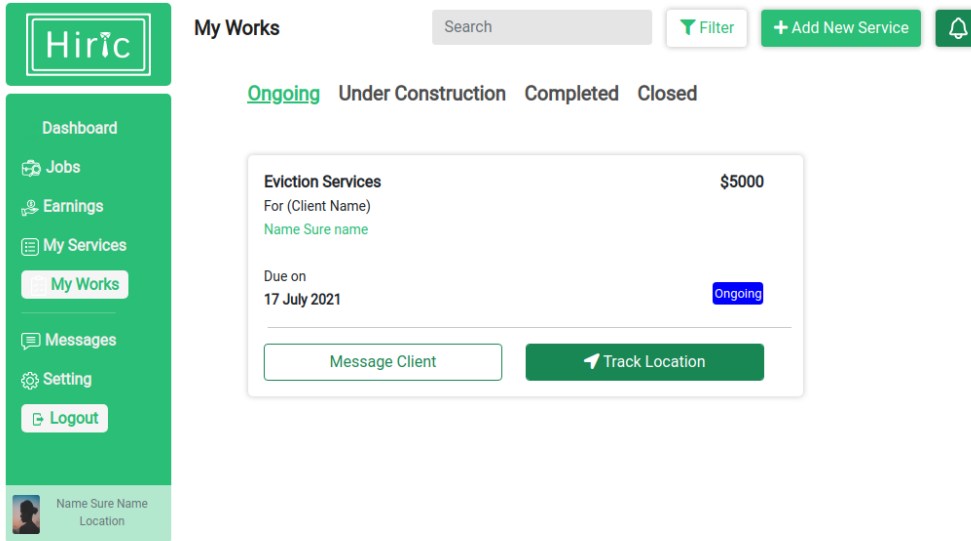 Hiric
My Works
Search
Filter
Add New Service
Dashboard
Jobs
Earnings
My Services
My Works
Messages
Setting
Logout
Name Sure Name
Location
Ongoing Under Construction Completed Closed
Eviction Services $5000
For (Client Name)
Name Sure name
Due on
17 July 2021
Ongoing
Message Client
Track Location